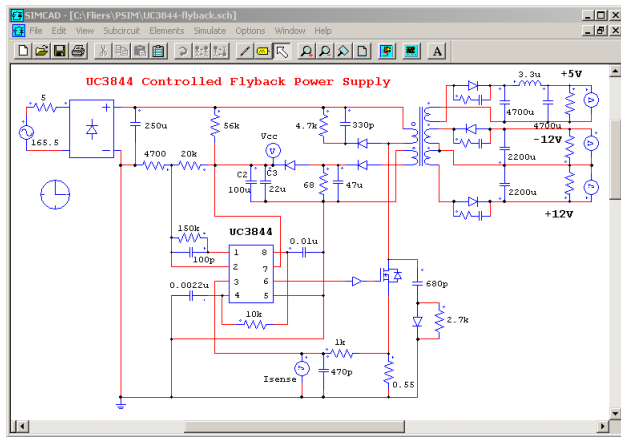 SIMCAD - [C:\Fliers\PSIM\UC3844-flyback.sch]
File Edit View Subcircuit Elements Simulate Options Window Help
A
UC3844 Controlled Flyback Power Supply
3.3u +5V
5
4.7k 330p
250u 56k
4700u
4700u
165.5
Vcc
V
-12V
4700 20k
C2 C3
100u 22u
68 47u
2200u
2200u
+12V
150k
UC3844
0.01u
100p
1 8
2 7
3 6
4 5
0.0022u
680p
10k
2.7k
1k
Isense
470p
0.55